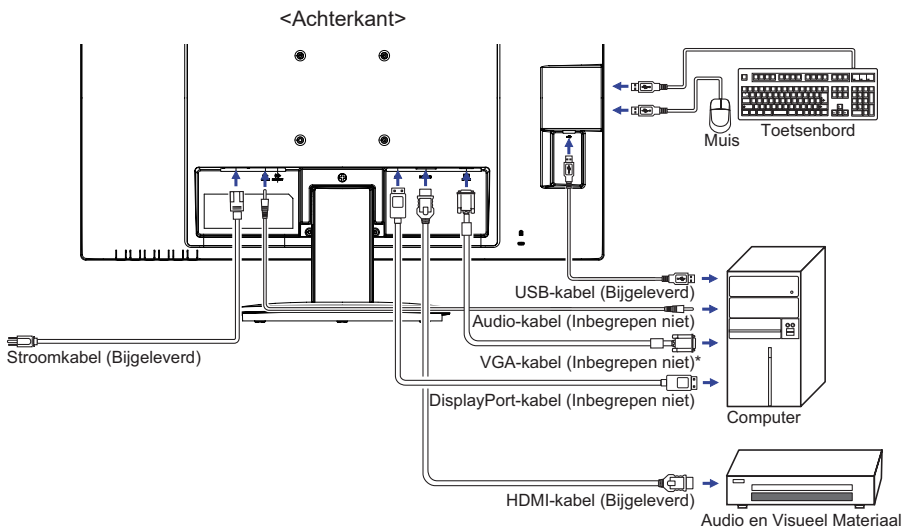 <Achterkant>
Muis
Toetsenbord
USB-kabel (Bijgeleverd)
Audio-kabel (Inbegrepen niet)
Stroomkabel (Bijgeleverd)
VGA-kabel (Inbegrepen niet)*
DisplayPort-kabel (Inbegrepen niet)
Computer
HDMI-kabel (Bijgeleverd)
Audio en Visueel Materiaal